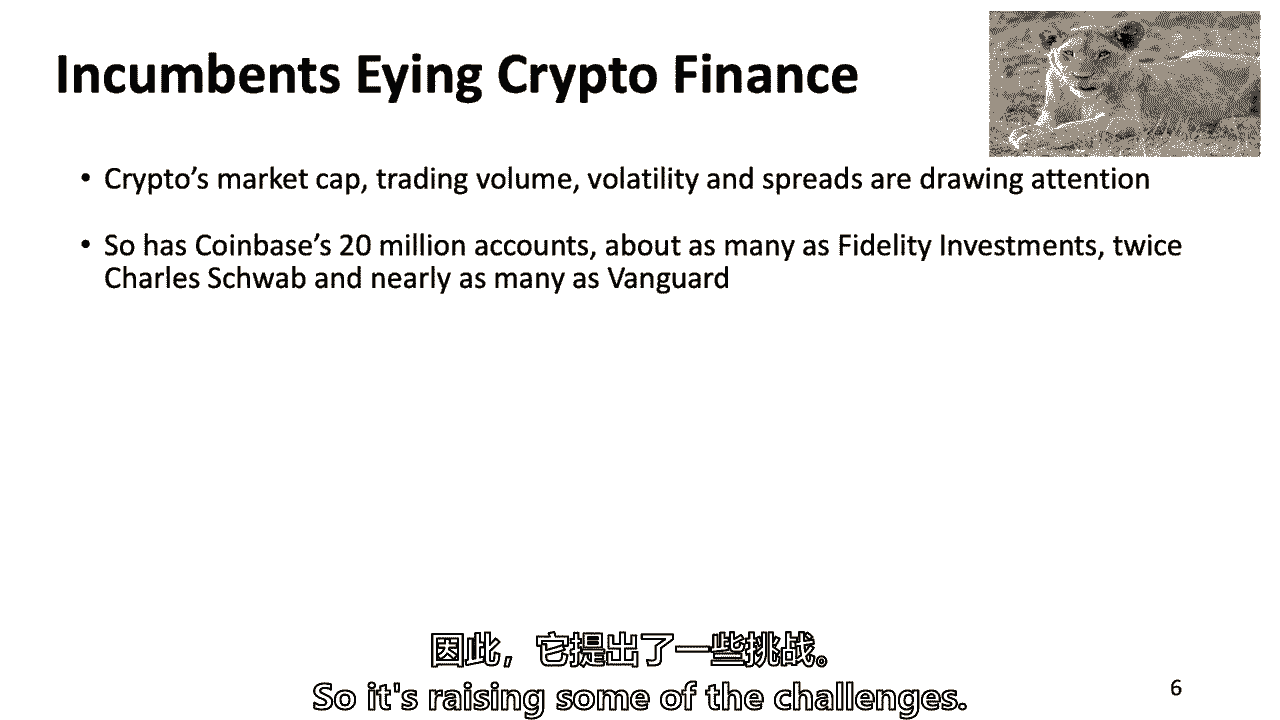 Incumbents Eying Crypto Finance
• Crypto’s market cap, trading volume, volatility and spreads are drawing attention
• So has Coinbase’s 20 million accounts, about as many as Fidelity Investments, twice
Charles Schwab and nearly as many as Vanguard
因此，它提出了一些挑战。
So it's raising some of the challenges.
6